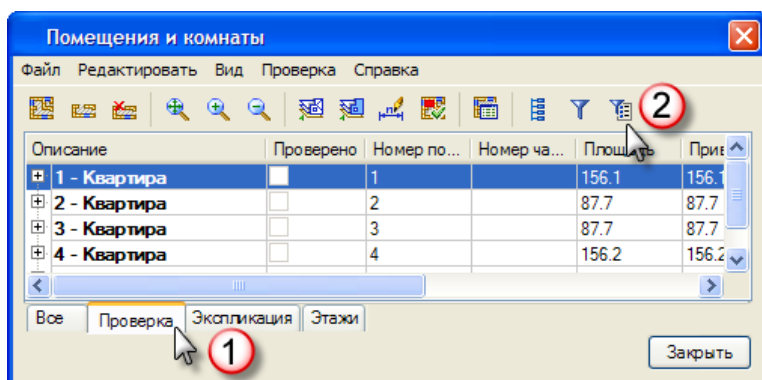 Помещения и комнаты
Файл Редактировать Вид Проверка Справка
2
Описание Проверено Номер по... Номер ча... Площадь
1 - Квартира 1 156.1 156.1
2 - Квартира 2 87.7 87.7
3 - Квартира 3 87.7 87.7
4 - Квартира 4 156.2 156.2
Все Проверка Экспликация Этажи
1
Закрыть